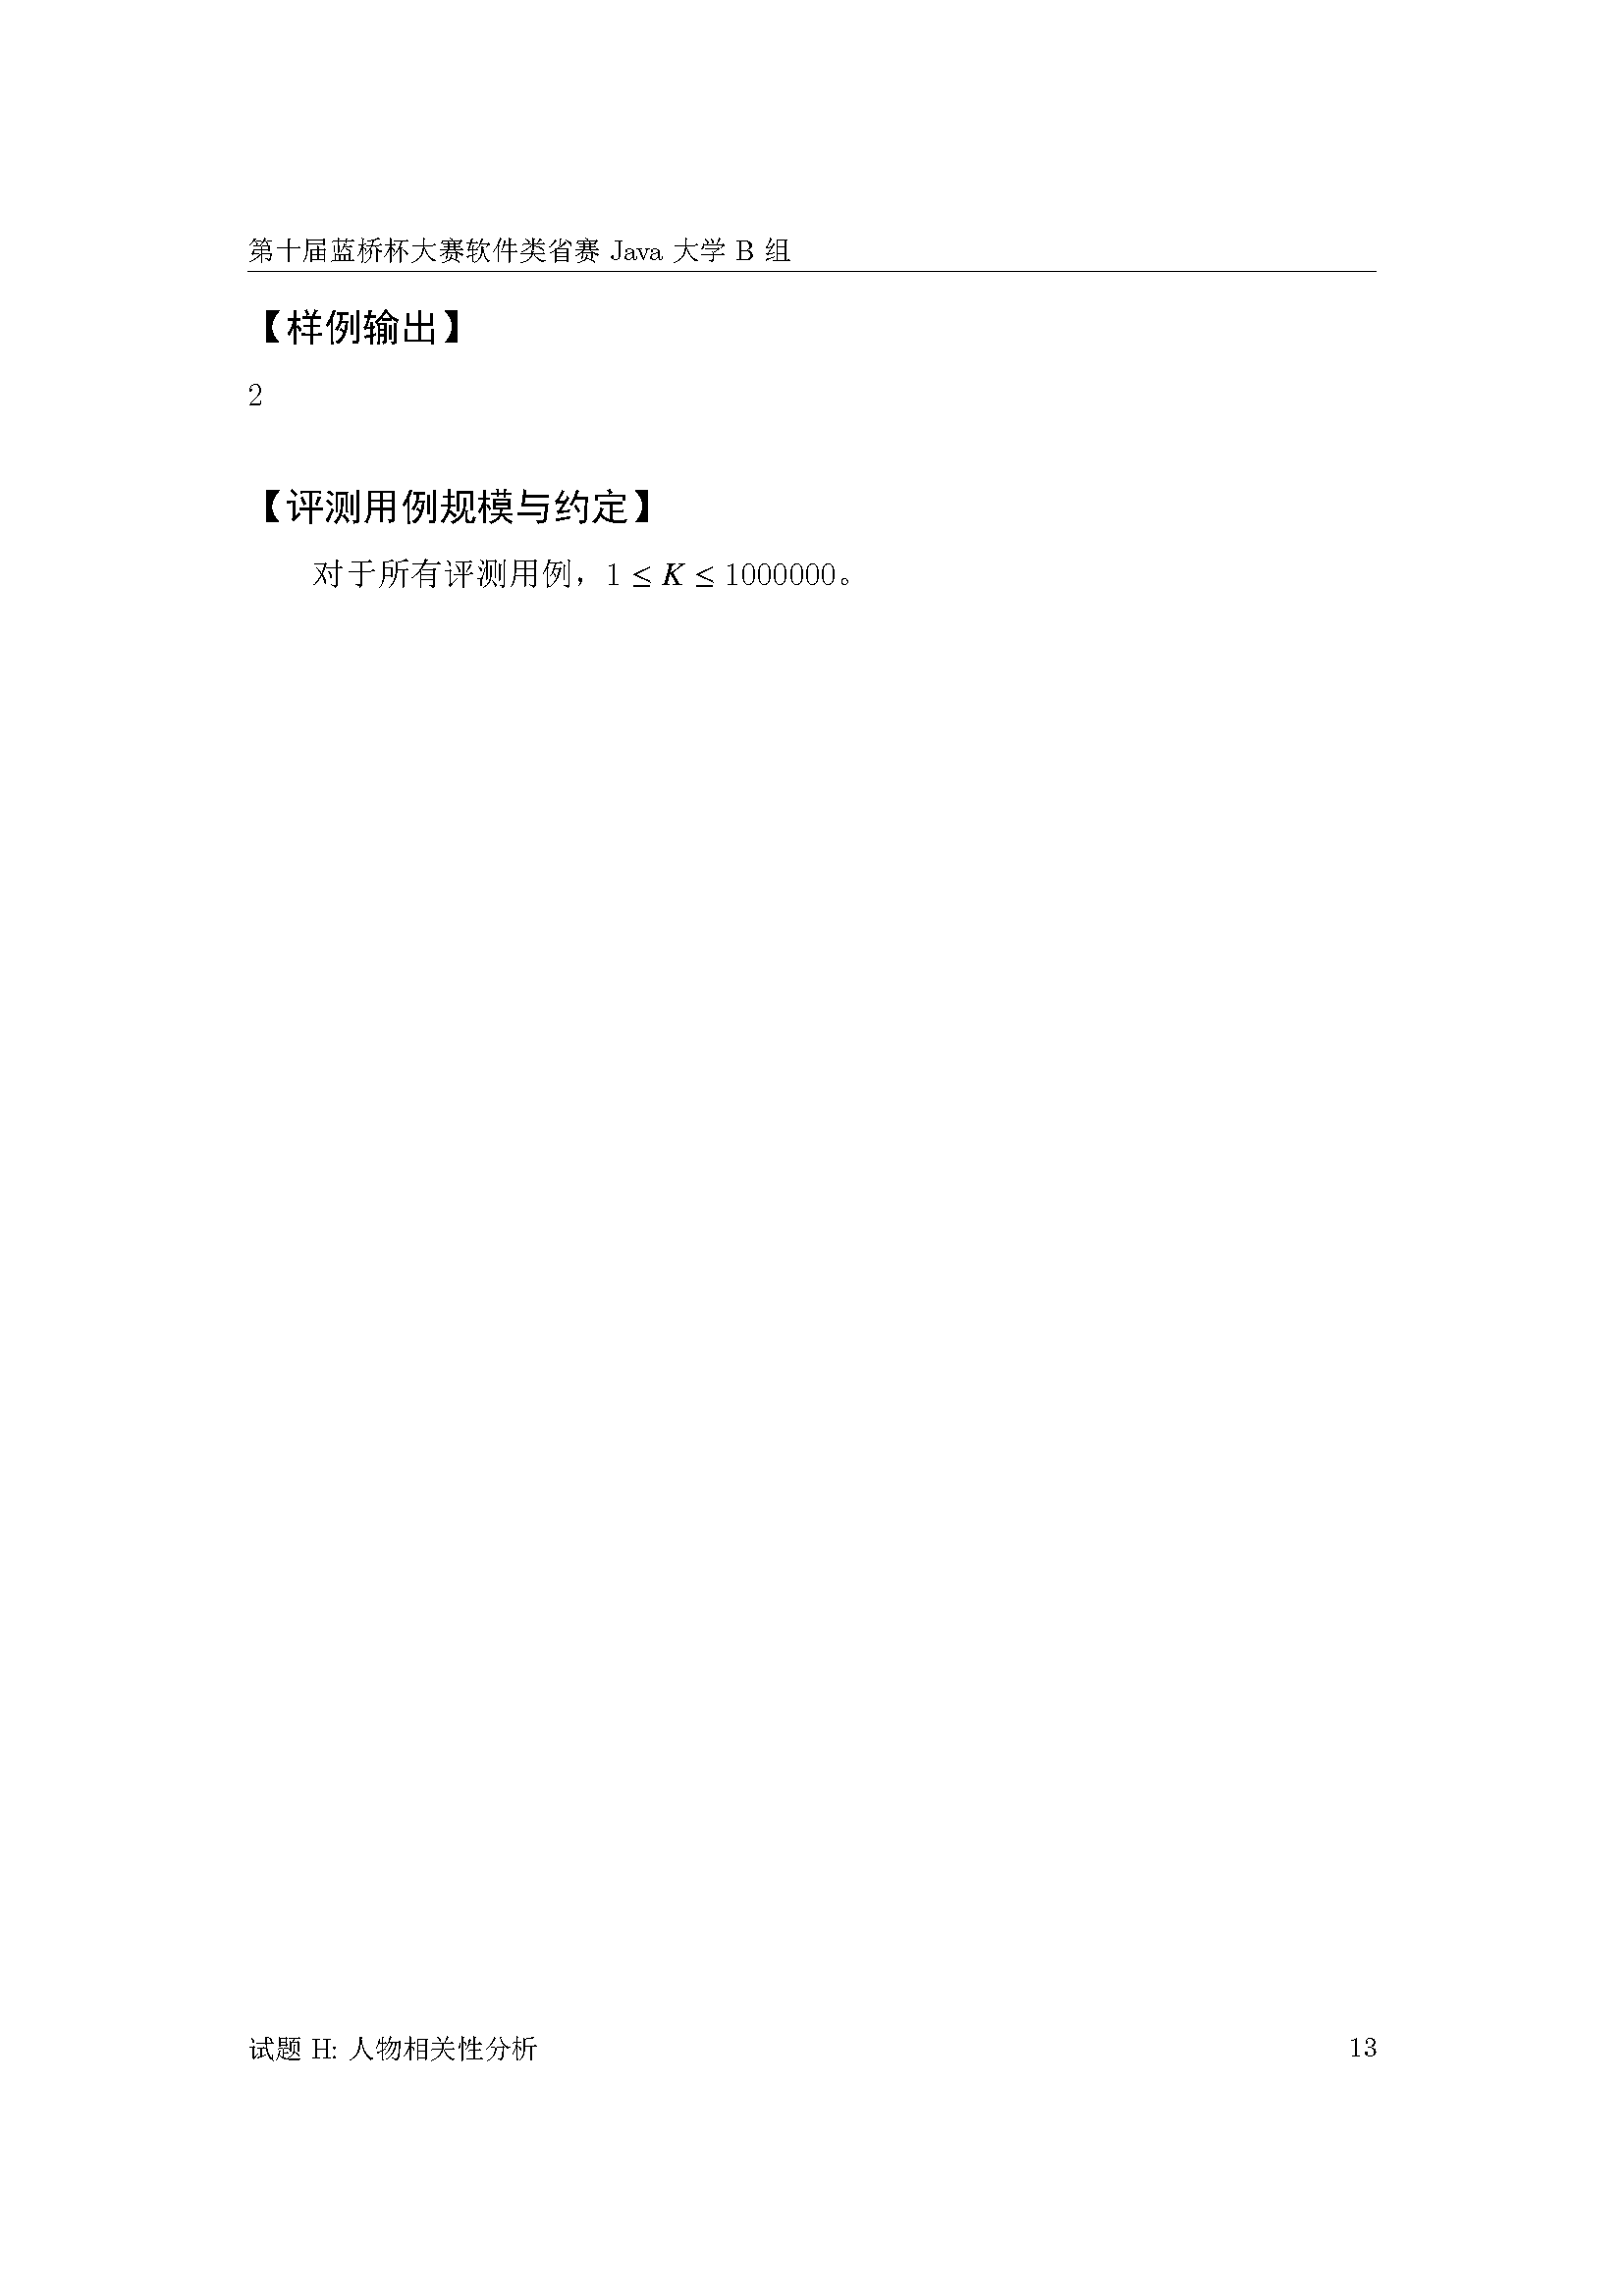 第十届蓝桥杯大赛软件类省赛 Java 大学 B 组
【样例输出】
2
【评测用例规模与约定】
对于所有评测用例，1 ≤ K ≤ 1000000。
试题 H: 人物相关性分析 13